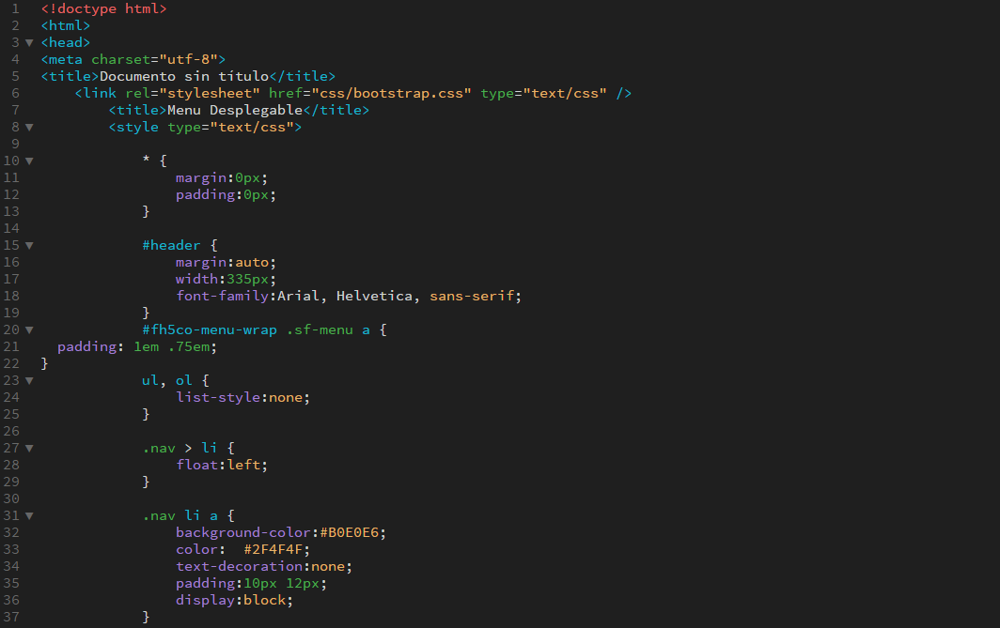 1 <!doctype html>
2 <html>
3 ▼ <head>
4 <meta charset="utf-8">
5 <title>Documento sin título</title>
6 <link rel="stylesheet" href="css/bootstrap.css" type="text/css" />
7 <title>Menu Desplegable</title>
8 ▼ <style type="text/css">
9
10 ▼ * {
11 margin:0px;
12 padding:0px;
13 }
14
15 ▼ #header {
16 margin:auto;
17 width:335px;
18 font-family:Arial, Helvetica, sans-serif;
19 }
20 ▼ #fh5co-menu-wrap .sf-menu a {
21 padding: 1em .75em;
22 }
23 ▼ ul, ol {
24 list-style:none;
25 }
26
27 ▼ .nav > li {
28 float:left;
29 }
30
31 ▼ .nav li a {
32 background-color:#B0E0E6;
33 color:  #2F4F4F;
34 text-decoration:none;
35 padding:10px 12px;
36 display:block;
37 }